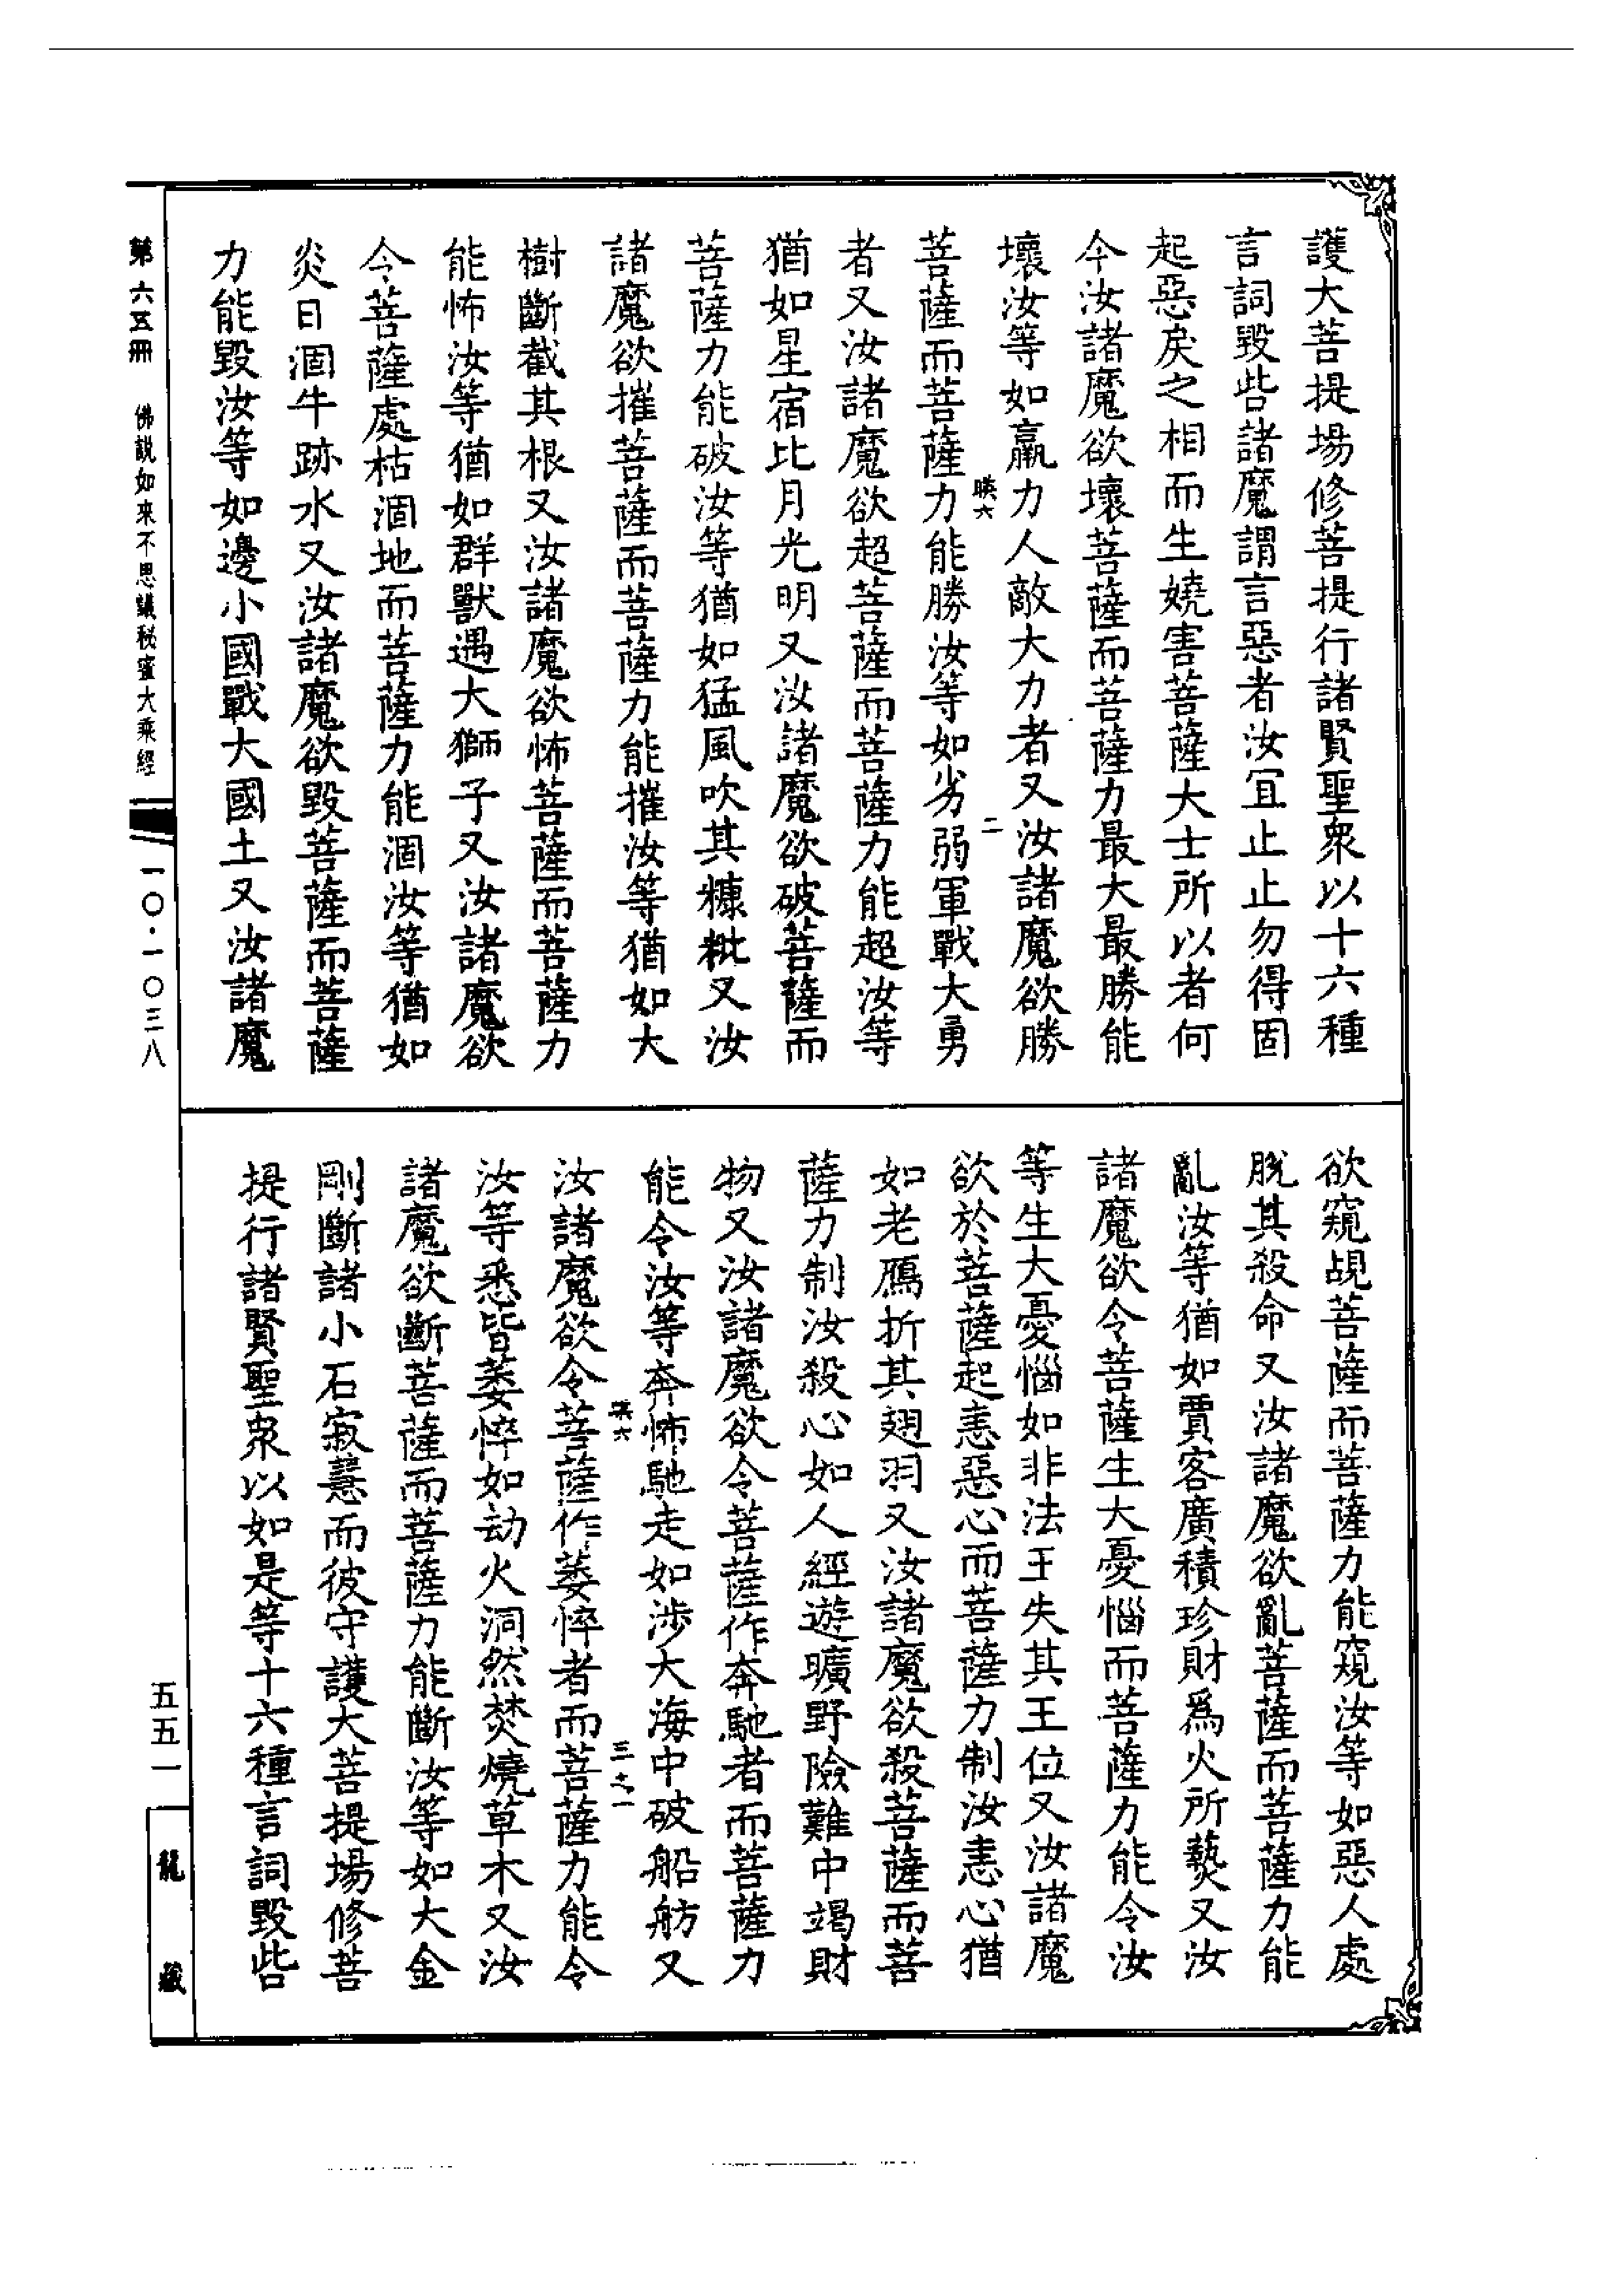 護大菩提場修菩提行諸賢聖衆以十六種
言詞毀呰諸魔謂言惡者汝宜止止勿得固
起惡戾之相而生嬈害菩薩大士所以者何
今汝諸魔欲壞菩薩而菩薩力最大最勝能
壞汝等如羸力人敵大力者又汝諸魔欲勝
菩薩而菩薩力能勝汝等如劣弱軍戰大勇
者又汝諸魔欲超菩薩而菩薩力能超汝等
猶如星宿比月光明又汝諸魔欲破菩薩而
菩薩力能破汝等猶如猛風吹其糠粃又汝
諸魔欲摧菩薩而菩薩力能摧汝等猶如大
樹斷截其根又汝諸魔欲怖菩薩而菩薩力
能怖汝等猶如群獸遇大獅子又汝諸魔欲
令菩薩處枯涸地而菩薩力能涸汝等猶如
炎日涸牛跡水又汝諸魔欲毀菩薩而菩薩
力能毀汝等如邊小國戰大國土又汝諸魔
欲窺覘菩薩而菩薩力能窺汝等如惡人處
脫其殺命又汝諸魔欲亂菩薩而菩薩力能
亂汝等猶如賈客廣積珍財爲火所爇又汝
諸魔欲令菩薩生大憂惱而菩薩力能令汝
等生大憂惱如非法王失其王位又汝諸魔
欲於菩薩起恚惡心而菩薩力制汝恚心猶
如老鴈折其翅羽又汝諸魔欲殺菩薩而菩
薩力制汝殺心如人經遊曠野險難中竭財
物又汝諸魔欲令菩薩作奔馳者而菩薩力
能令汝等奔怖馳走如涉大海中破船舫又
汝諸魔欲令菩薩作萎悴者而菩薩力能令
汝等悉皆萎悴如劫火洞然焚燒草木又汝
諸魔欲斷菩薩而菩薩力能斷汝等如大金
剛斷諸小石寂慧而彼守護大菩提場修菩
提行諸賢聖衆以如是等十六種言詞毀呰
六
二
六
三之一
第六五冊 佛說如來不思議秘密大乘經
一〇·一〇三八
五五一
龍藏